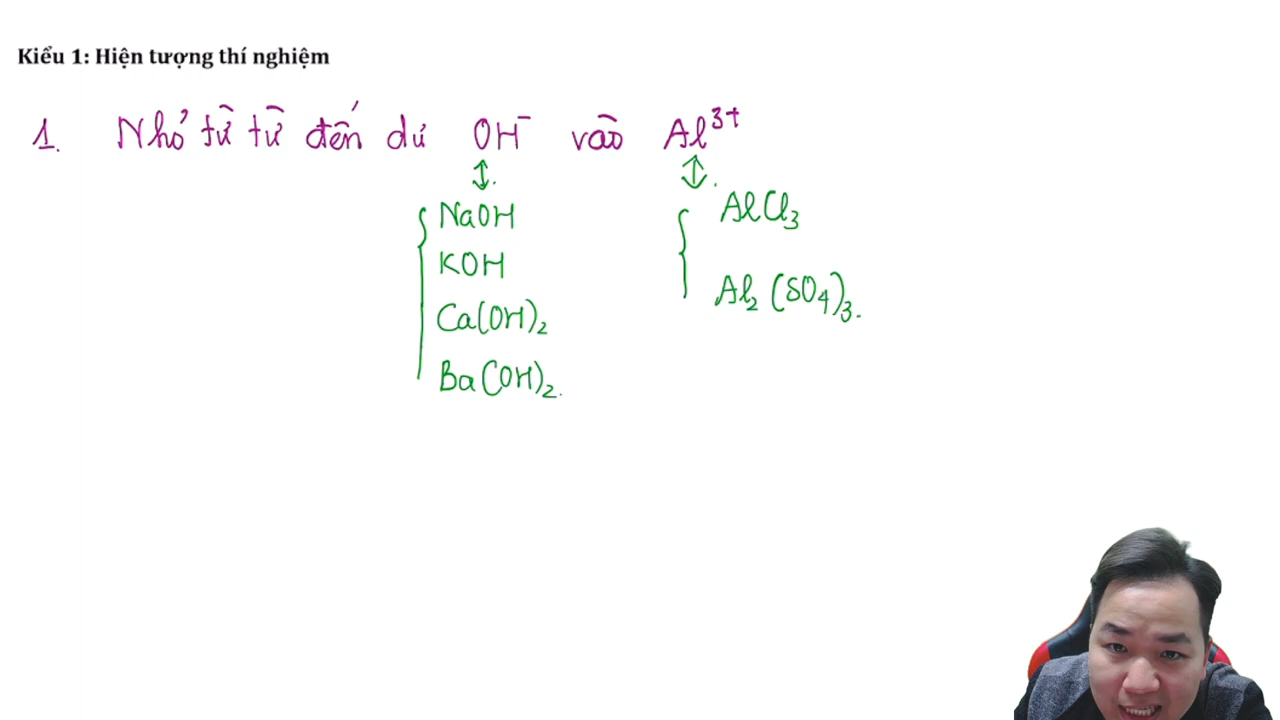 Kiểu 1: Hiện tượng thí nghiệm
1. Nhỏ từ từ đến dư OH⁻ vào Al³⁺
NaOH
AlCl₃
KOH
Al₂(SO₄)₃.
Ca(OH)₂
Ba(OH)₂.